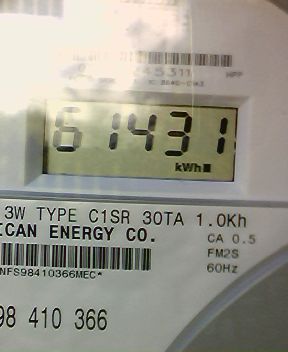 61431
kWh
3W TYPE C1SR 30TA 1.0Kh
ICAN ENERGY CO.
CA 0.5
FM2S
60Hz
NFS98410366MEC*
98 410 366